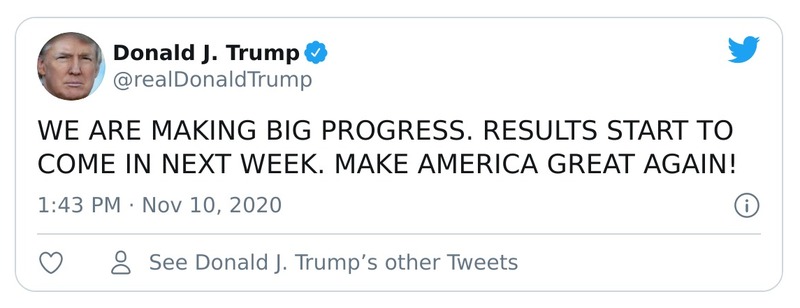 Donald J. Trump
@realDonaldTrump
WE ARE MAKING BIG PROGRESS. RESULTS START TO
COME IN NEXT WEEK. MAKE AMERICA GREAT AGAIN!
1:43 PM · Nov 10, 2020
See Donald J. Trump’s other Tweets